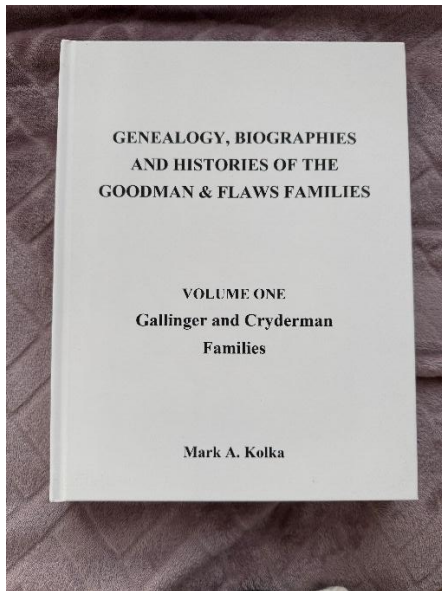 GENEALOGY, BIOGRAPHIES
AND HISTORIES OF THE
GOODMAN & FLAWS FAMILIES
VOLUME ONE
Gallinger and Cryderman
Families
Mark A. Kolka